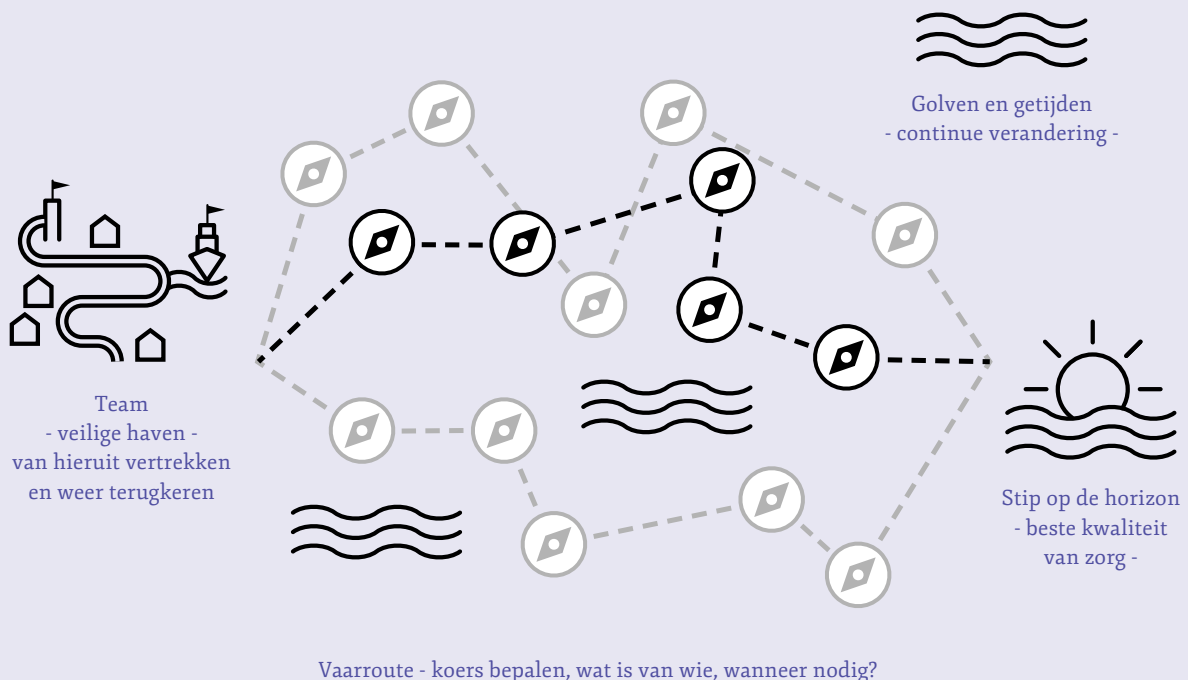 Golven en getijden
- continue verandering -
Team
- veilige haven -
van hieruit vertrekken
en weer terugkeren
Stip op de horizon
- beste kwaliteit
van zorg -
Vaarroute - koers bepalen, wat is van wie, wanneer nodig?